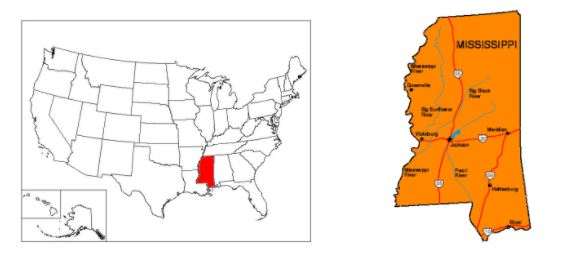 MISSISSIPPI
Mississippi
River
Greenville
Big Black
River
Big Sunflower
River
Vicksburg
Meridian
Jackson
Mississippi
River
Pearl
River
Hattiesburg
Biloxi